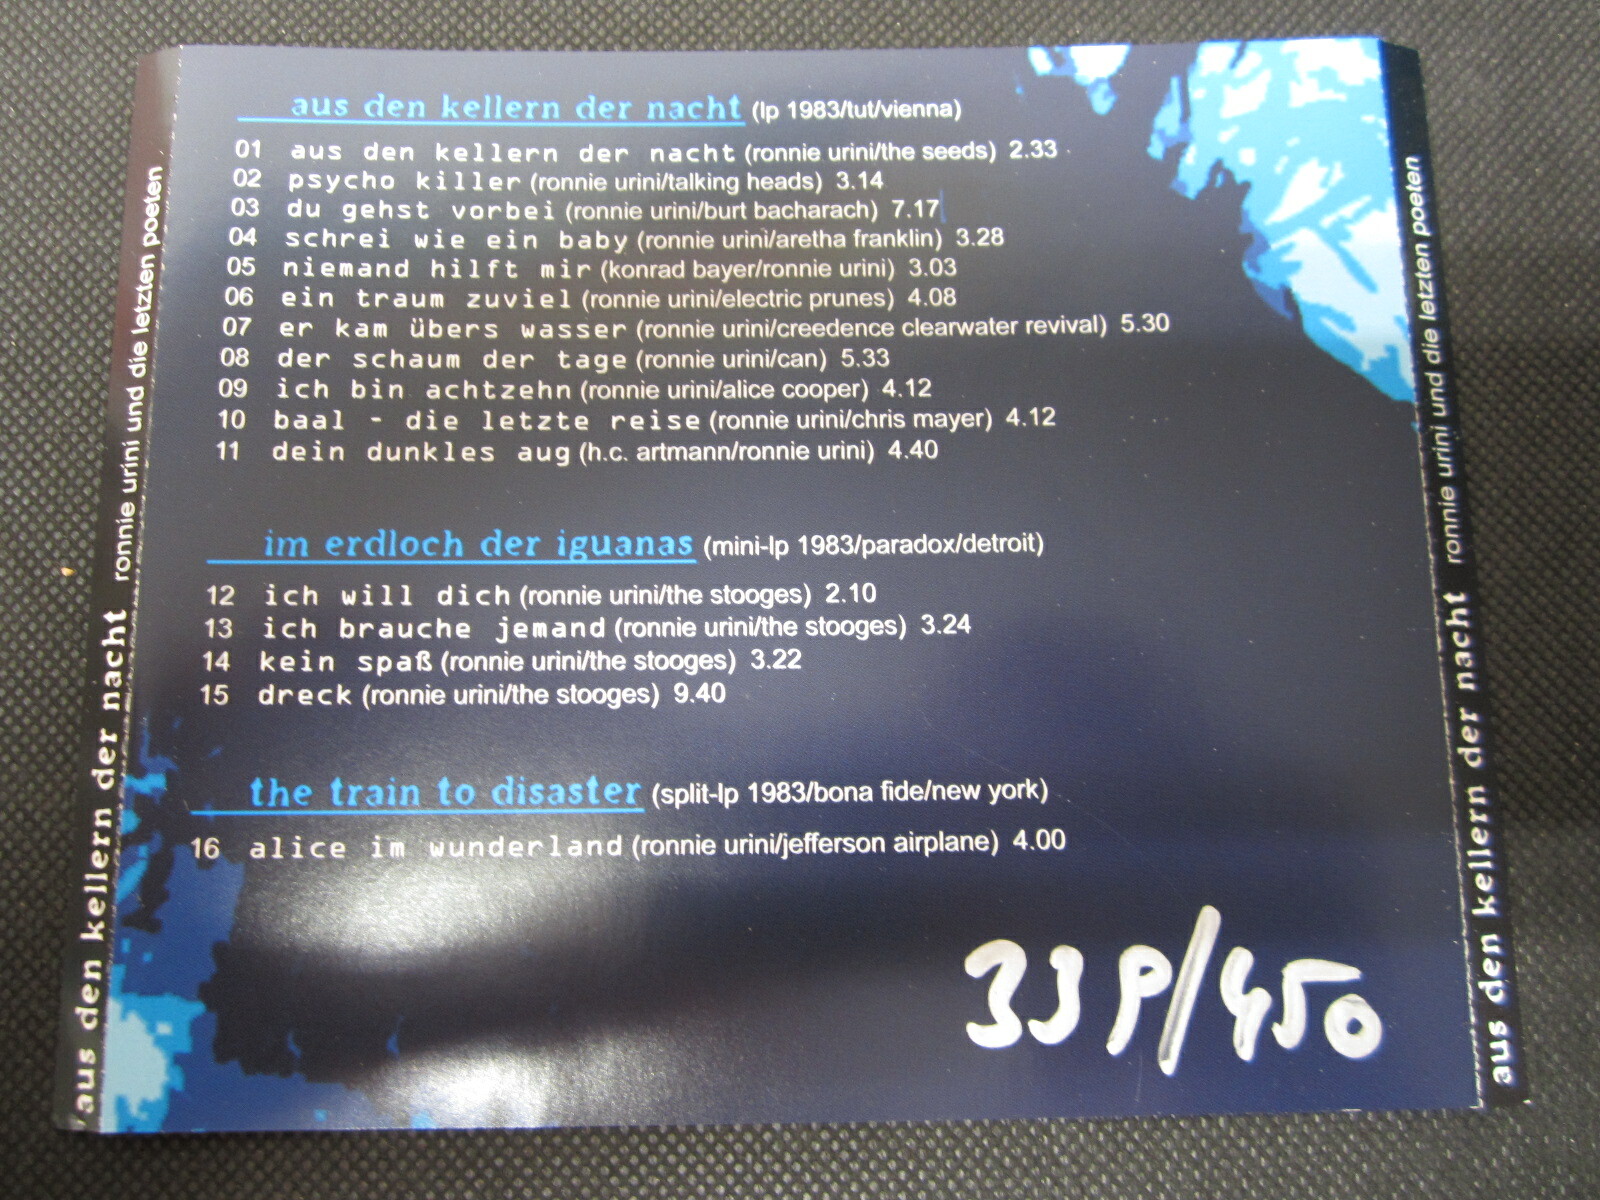 aus den kellern der nacht (lp 1983/tut/vienna)
01 aus den kellern der nacht (ronnie urini/the seeds) 2.33
02 psycho killer (ronnie urini/talking heads) 3.14
03 du gehst vorbei (ronnie urini/burt bacharach) 7.17
04 schrei wie ein baby (ronnie urini/aretha franklin) 3.28
05 niemand hilft mir (konrad bayer/ronnie urini) 3.03
06 ein traum zuviel (ronnie urini/electric prunes) 4.08
07 er kam übers wasser (ronnie urini/creedence clearwater revival) 5.30
08 der schaum der tage (ronnie urini/can) 5.33
09 ich bin achtzehn (ronnie urini/alice cooper) 4.12
10 baal - die letzte reise (ronnie urini/chris mayer) 4.12
11 dein dunkles aug (h.c. artmann/ronnie urini) 4.40
im erdloch der iguanas (mini-lp 1983/paradox/detroit)
12 ich will dich (ronnie urini/the stooges) 2.10
13 ich brauche jemand (ronnie urini/the stooges) 3.24
14 kein spaß (ronnie urini/the stooges) 3.22
15 dreck (ronnie urini/the stooges) 9.40
the train to disaster (split-lp 1983/bona fide/new york)
16 alice im wunderland (ronnie urini/jefferson airplane) 4.00
aus den kellern der nacht ronnie urini und die letzten poeten
aus den kellern der nacht ronnie urini und die letzten poeten